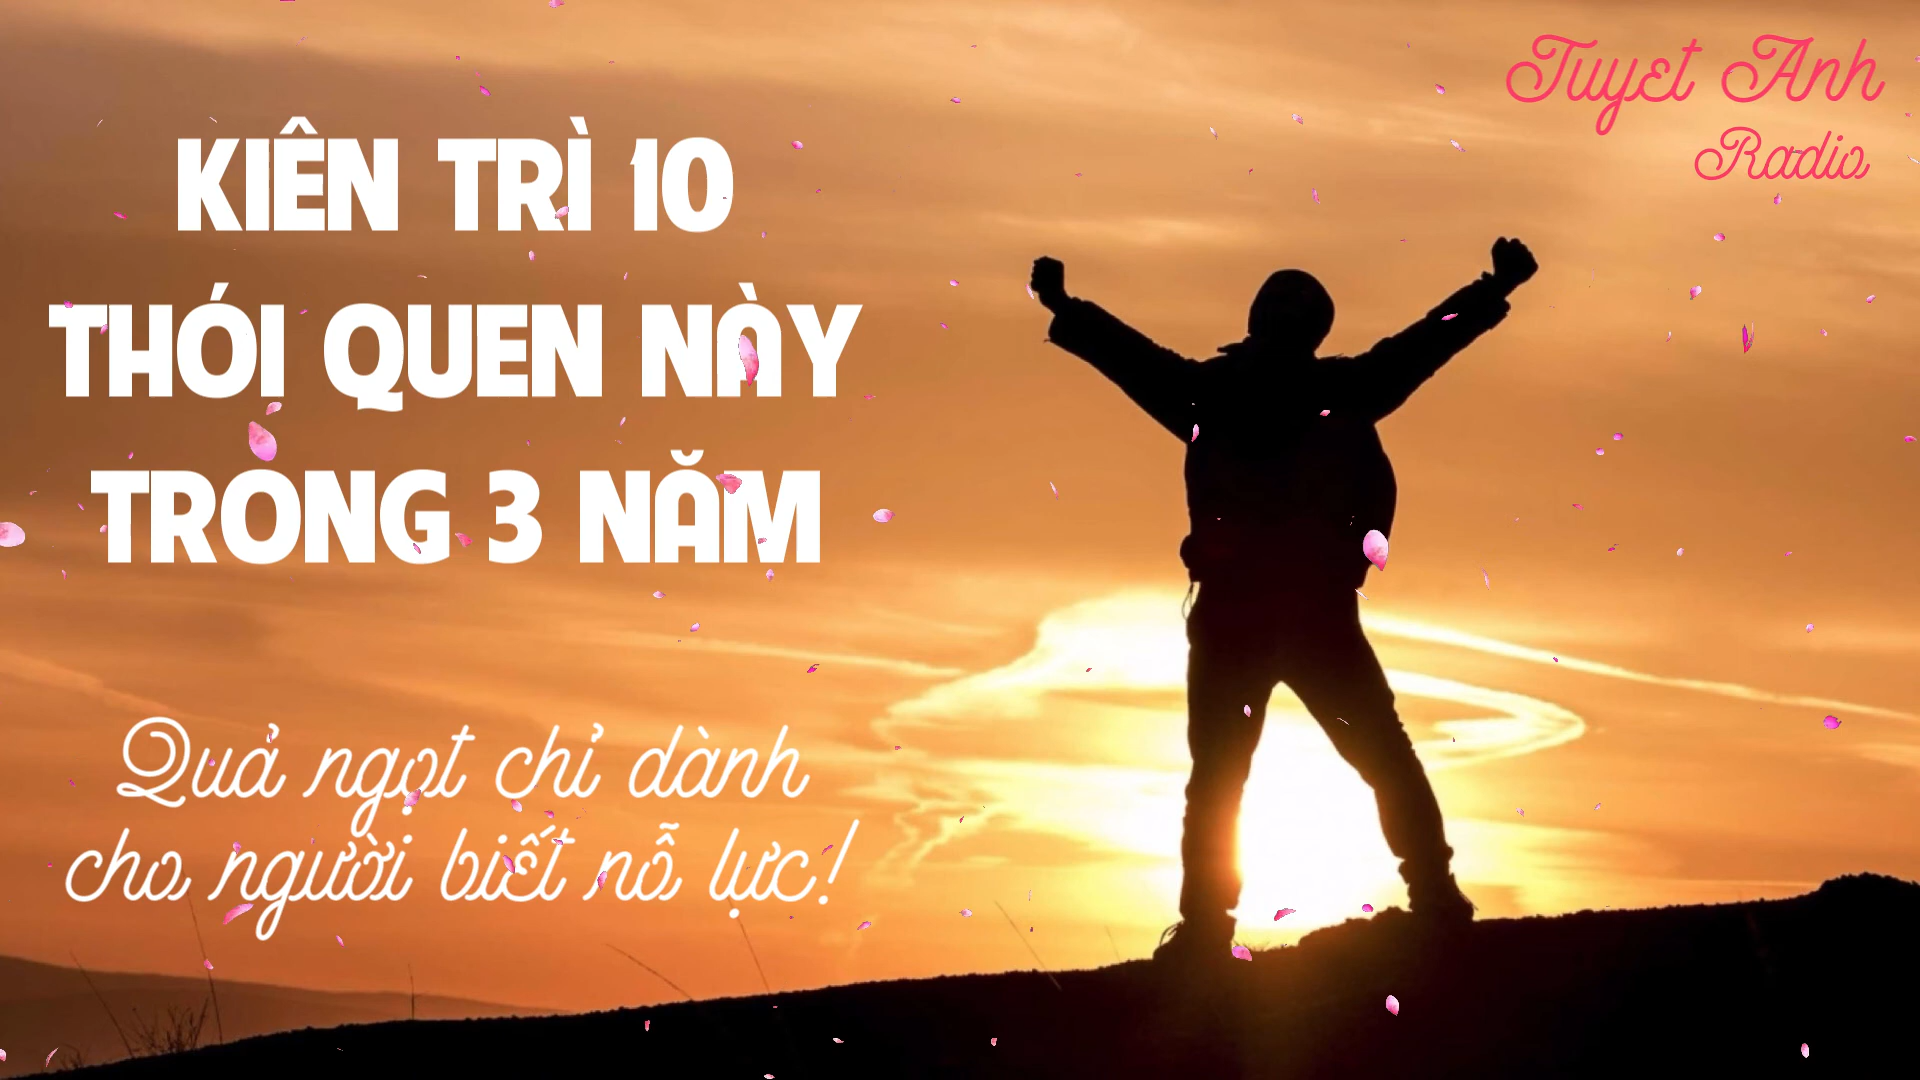 Tuyết Anh
Radio
KIÊN TRÌ 10
THÓI QUEN NÀY
TRONG 3 NĂM
Quả ngọt chỉ dành
cho người biết nỗ lực!